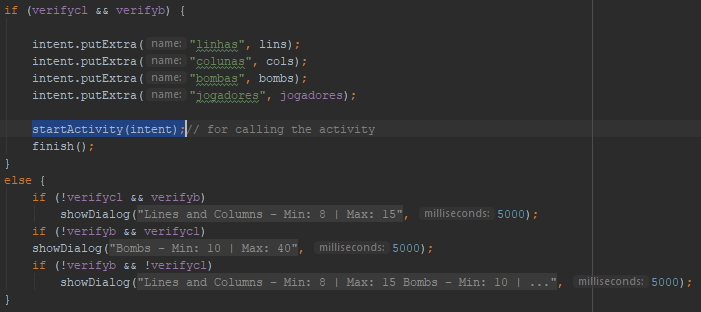 if (verifycl && verifyb) {
intent.putExtra( name: "linhas", lins);
intent.putExtra( name: "colunas", cols);
intent.putExtra( name: "bombas", bombs);
intent.putExtra( name: "jogadores", jogadores);
startActivity(intent);// for calling the activity
finish();
}
else {
if (!verifycl && verifyb)
showDialog("Lines and Columns - Min: 8 | Max: 15", milliseconds: 5000);
if (!verifyb && verifycl)
showDialog("Bombs - Min: 10 | Max: 40", milliseconds: 5000);
if (!verifyb && !verifycl)
showDialog("Lines and Columns - Min: 8 | Max: 15 Bombs - Min: 10 | ...", milliseconds: 5000);
}